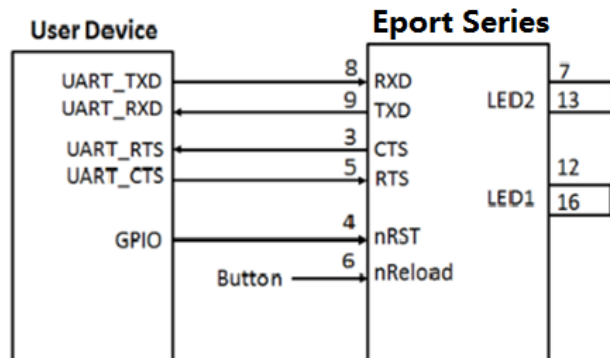 User Device
Eport Series
UART_TXD 8 RXD 7
UART_RXD 9 TXD LED2 13
UART_RTS 3 CTS
UART_CTS 5 RTS 12
LED1 16
GPIO 4 nRST
Button 6 nReload